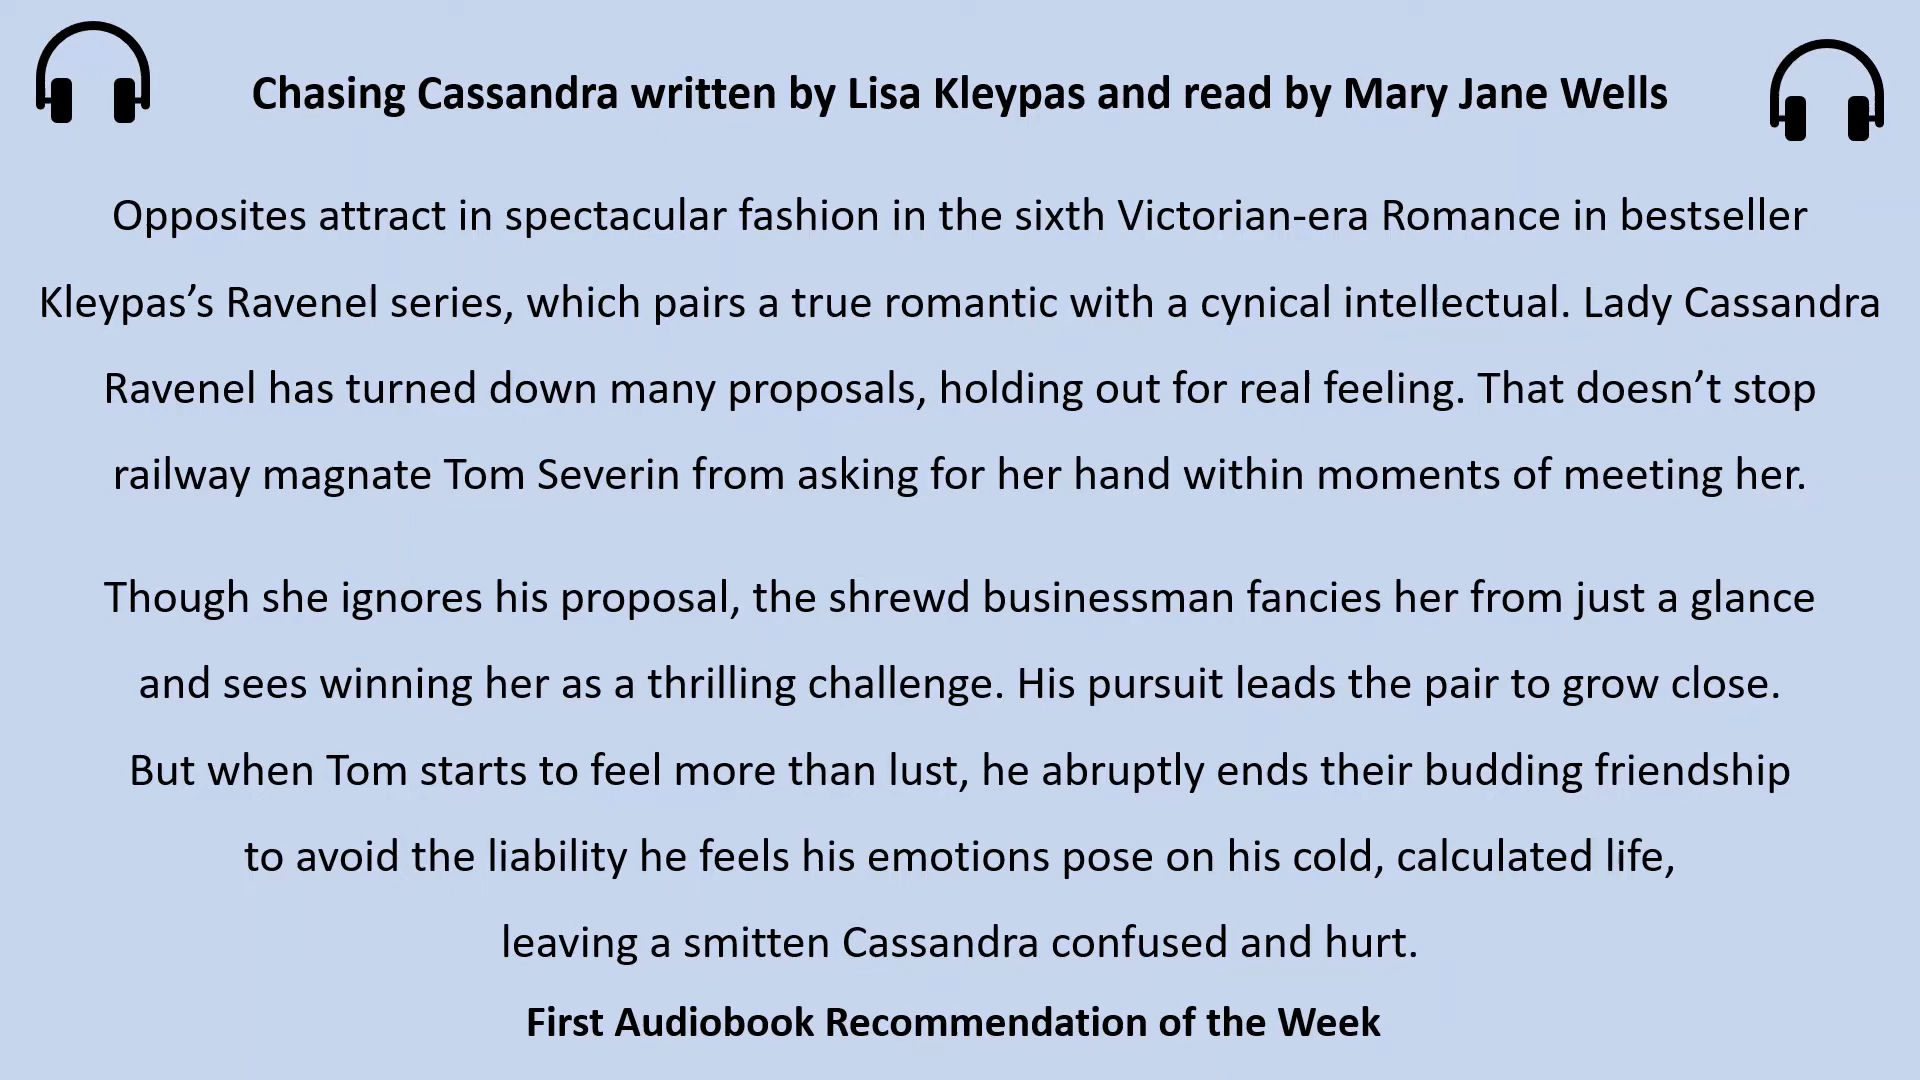 Chasing Cassandra written by Lisa Kleypas and read by Mary Jane Wells
Opposites attract in spectacular fashion in the sixth Victorian-era Romance in bestseller
Kleypas’s Ravenel series, which pairs a true romantic with a cynical intellectual. Lady Cassandra
Ravenel has turned down many proposals, holding out for real feeling. That doesn’t stop
railway magnate Tom Severin from asking for her hand within moments of meeting her.
Though she ignores his proposal, the shrewd businessman fancies her from just a glance
and sees winning her as a thrilling challenge. His pursuit leads the pair to grow close.
But when Tom starts to feel more than lust, he abruptly ends their budding friendship
to avoid the liability he feels his emotions pose on his cold, calculated life,
leaving a smitten Cassandra confused and hurt.
First Audiobook Recommendation of the Week